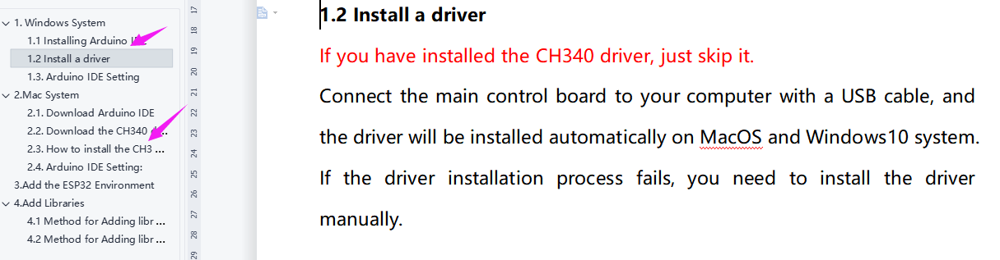 1. Windows System
1.1 Installing Arduino I
1.2 Install a driver
1.3. Arduino IDE Setting
2.Mac System
2.1. Download Arduino IDE
2.2. Download the CH340 ...
2.3. How to install the CH3 ...
2.4. Arduino IDE Setting:
3.Add the ESP32 Environment
4.Add Libraries
4.1 Method for Adding libr ...
4.2 Method for Adding libr ...
17
18
19
20
21
22
23
24
25
26
27
28
29
1.2 Install a driver
If you have installed the CH340 driver, just skip it.
Connect the main control board to your computer with a USB cable, and
the driver will be installed automatically on MacOS and Windows10 system.
If the driver installation process fails, you need to install the driver
manually.